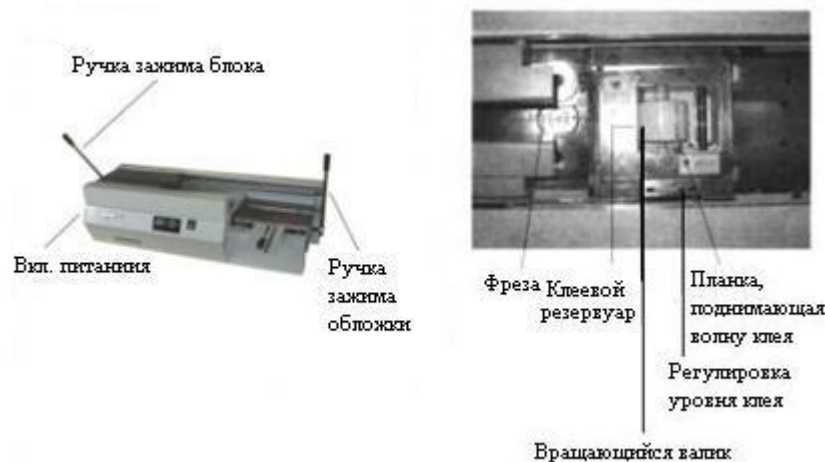 Ручка зажима блока
Вкл. питаниия
Ручка
зажима
обложки
Фреза
Клеевой
резервуар
Планка,
поднимающая
волну клея
Регулировка
уровня клея
Вращающийся валик